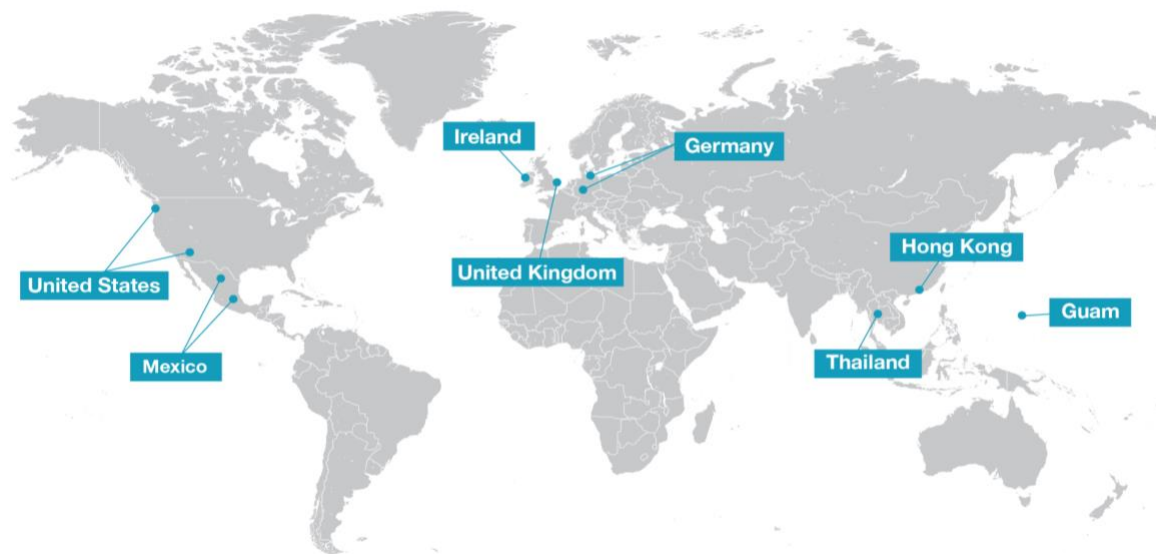 Ireland
Germany
Hong Kong
United Kingdom
United States
Guam
Mexico
Thailand